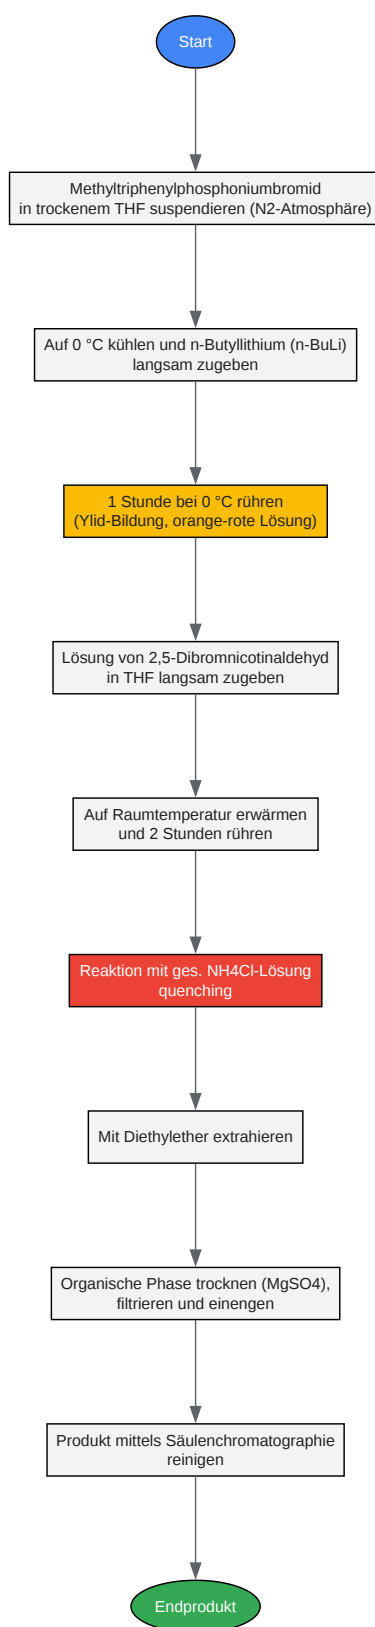 Start
Methyltriphenylphosphoniumbromid
in trockenem THF suspendieren (N2-Atmosphäre)
Auf 0 °C kühlen und n-Butyllithium (n-BuLi)
langsam zugeben
1 Stunde bei 0 °C rühren
(Ylid-Bildung, orange-rote Lösung)
Lösung von 2,5-Dibromnicotinaldehyd
in THF langsam zugeben
Auf Raumtemperatur erwärmen
und 2 Stunden rühren
Reaktion mit ges. NH4Cl-Lösung
quenching
Mit Diethylether extrahieren
Organische Phase trocknen (MgSO4),
filtrieren und einengen
Produkt mittels Säulenchromatographie
reinigen
Endprodukt